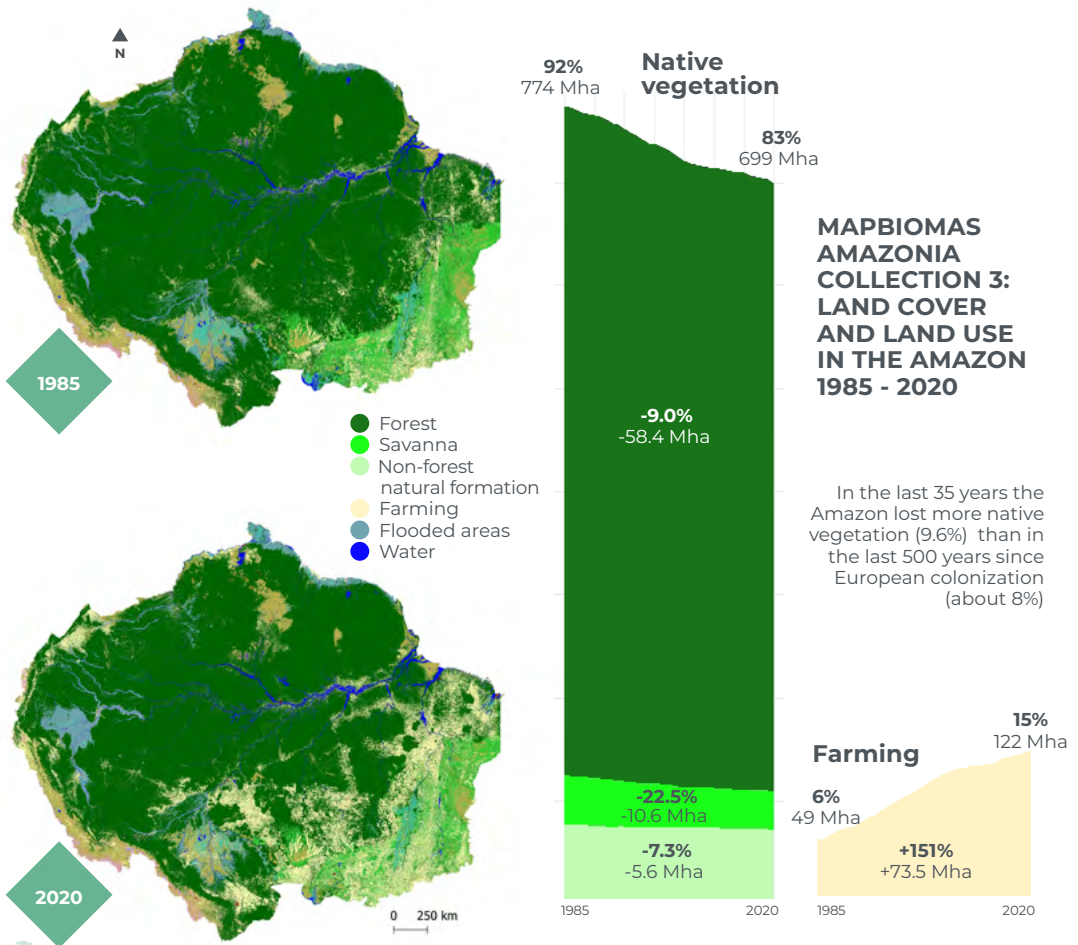 N
1985
Forest
Savanna
Non-forest
natural formation
Farming
Flooded areas
Water
2020
0 250 km
Native
vegetation
92%
774 Mha
83%
699 Mha
-9.0%
-58.4 Mha
-22.5%
-10.6 Mha
-7.3%
-5.6 Mha
1985 2020
MAPBIOMAS
AMAZONIA
COLLECTION 3:
LAND COVER
AND LAND USE
IN THE AMAZON
1985 - 2020
In the last 35 years the
Amazon lost more native
vegetation (9.6%) than in
the last 500 years since
European colonization
(about 8%)
Farming
15%
122 Mha
6%
49 Mha
+151%
+73.5 Mha
1985 2020